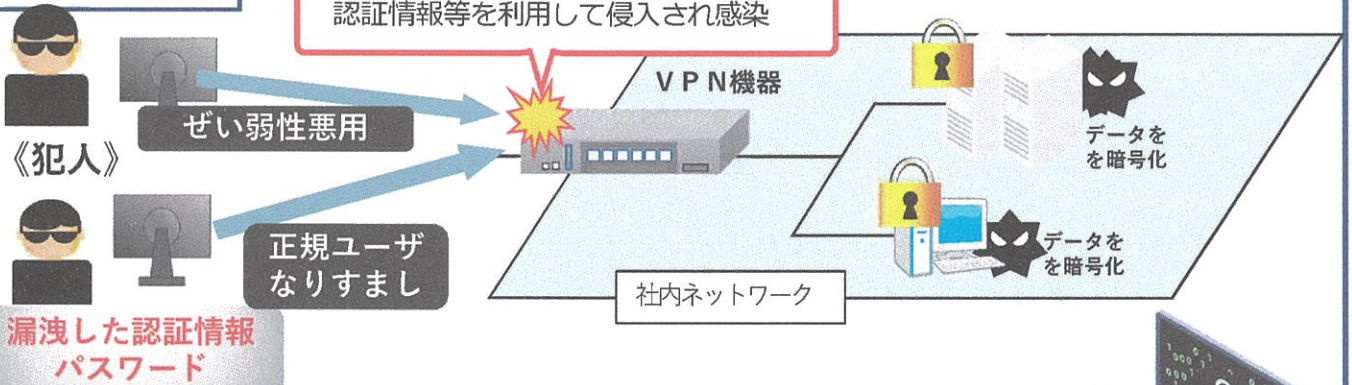 認証情報等を利用して侵入され感染
VPN機器
ぜい弱性悪用
《犯人》
データを
を暗号化
正規ユーザ
なりすまし
データを
を暗号化
社内ネットワーク
漏洩した認証情報
パスワード